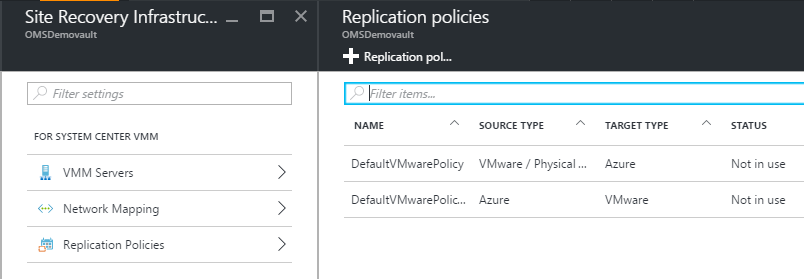 Site Recovery Infrastruc...
OMSDemovault
Filter settings
FOR SYSTEM CENTER VMM
VMM Servers
Network Mapping
Replication Policies
Replication policies
OMSDemovault
Replication pol...
Filter items...
NAME SOURCE TYPE TARGET TYPE STATUS
DefaultVMwarePolicy VMware / Physical ... Azure Not in use
DefaultVMwarePolic... Azure VMware Not in use